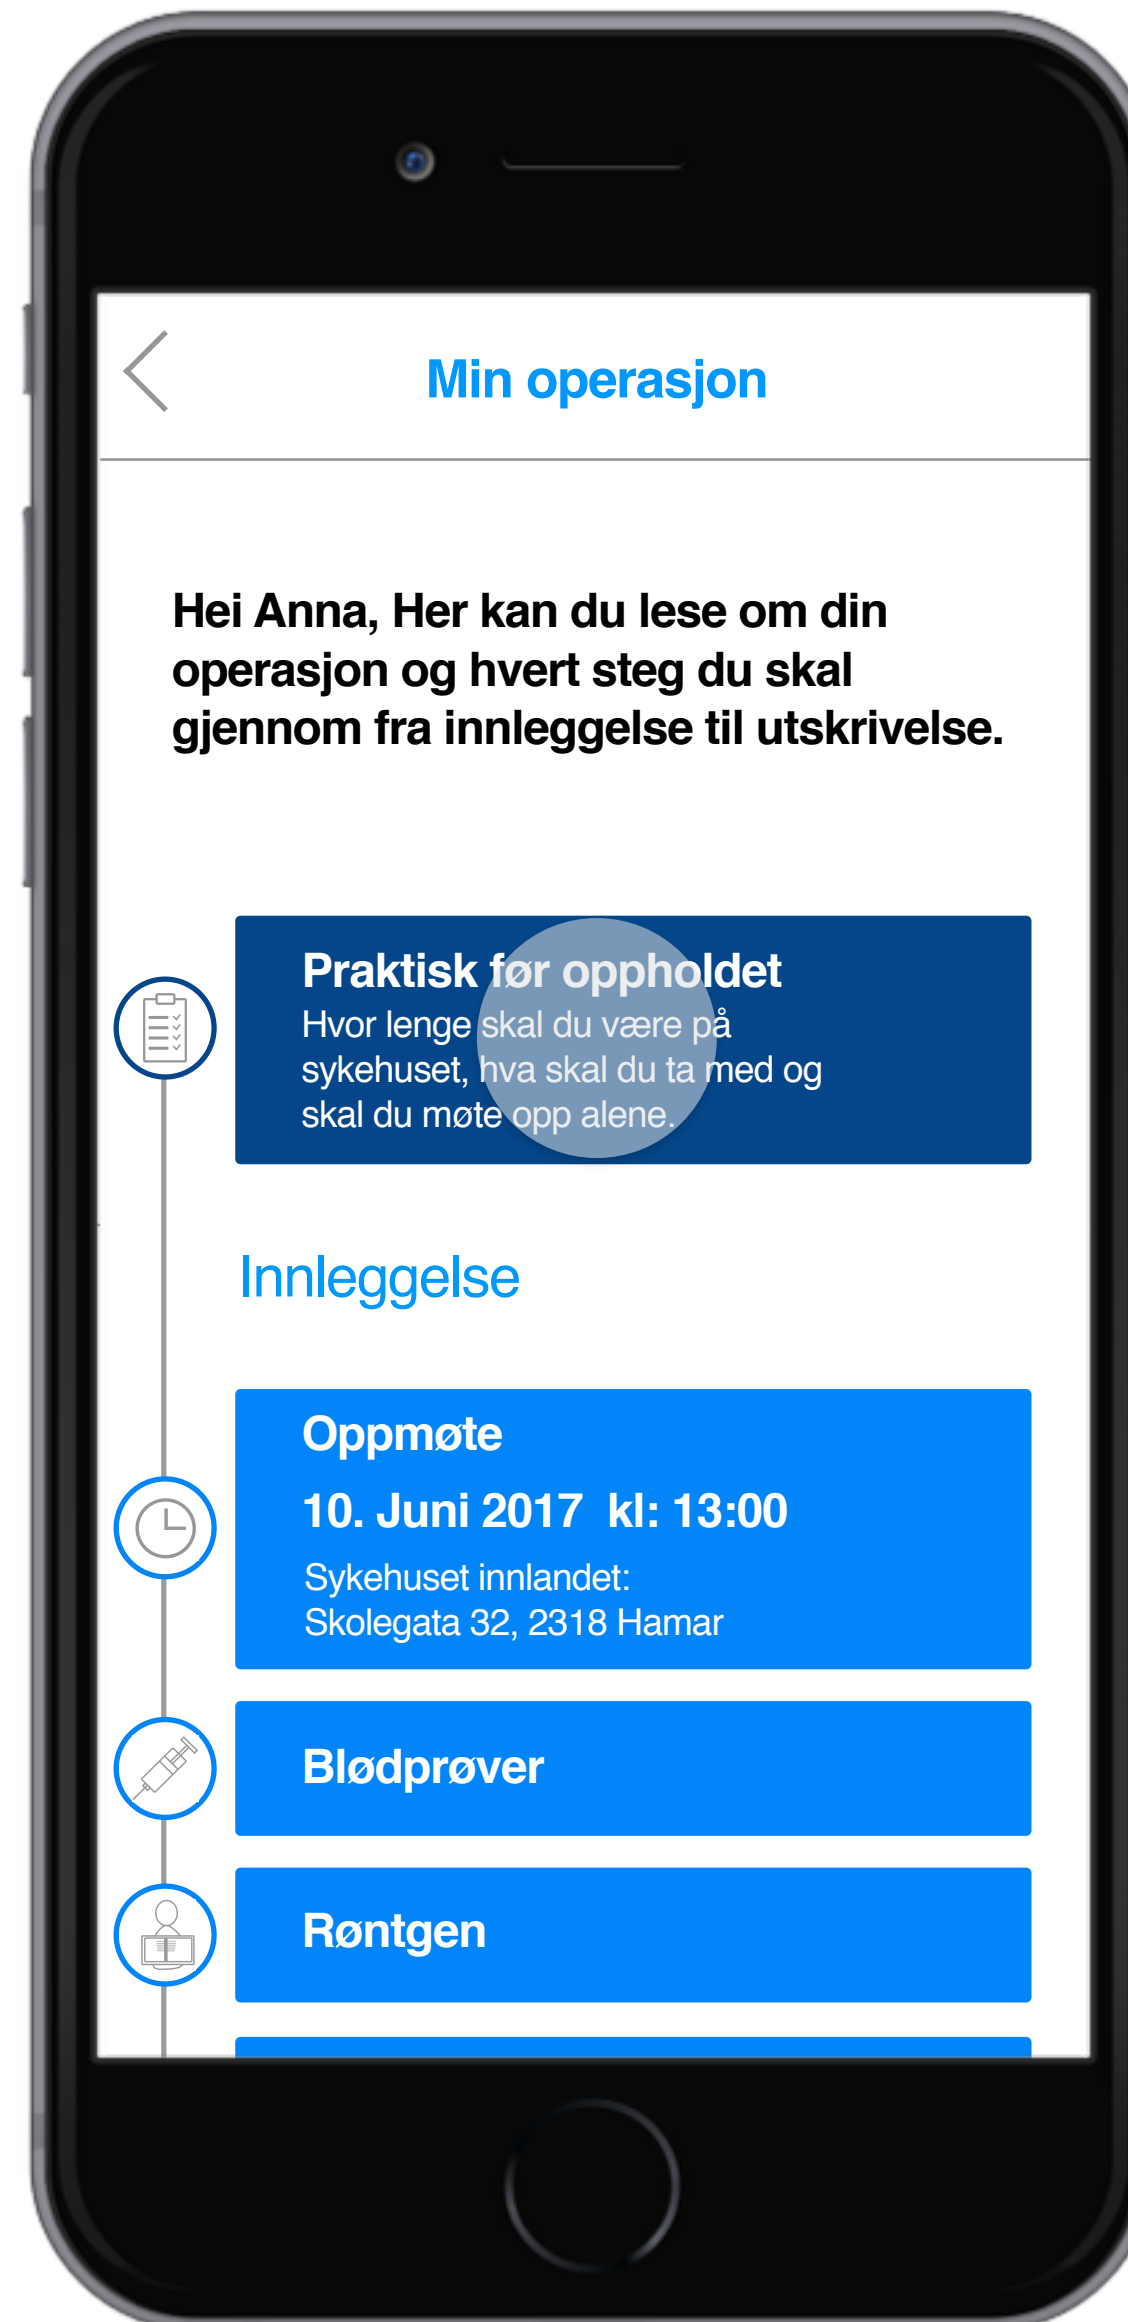 Min operasjon
Hei Anna, Her kan du lese om din
operasjon og hvert steg du skal
gjennom fra innleggelse til utskrivelse.
Praktisk før oppholdet
Hvor lenge skal du være på
sykehuset, hva skal du ta med og
skal du møte opp alene.
Innleggelse
Oppmøte
10. Juni 2017 kl: 13:00
Sykehuset innlandet:
Skolegata 32, 2318 Hamar
Blødprøver
Røntgen